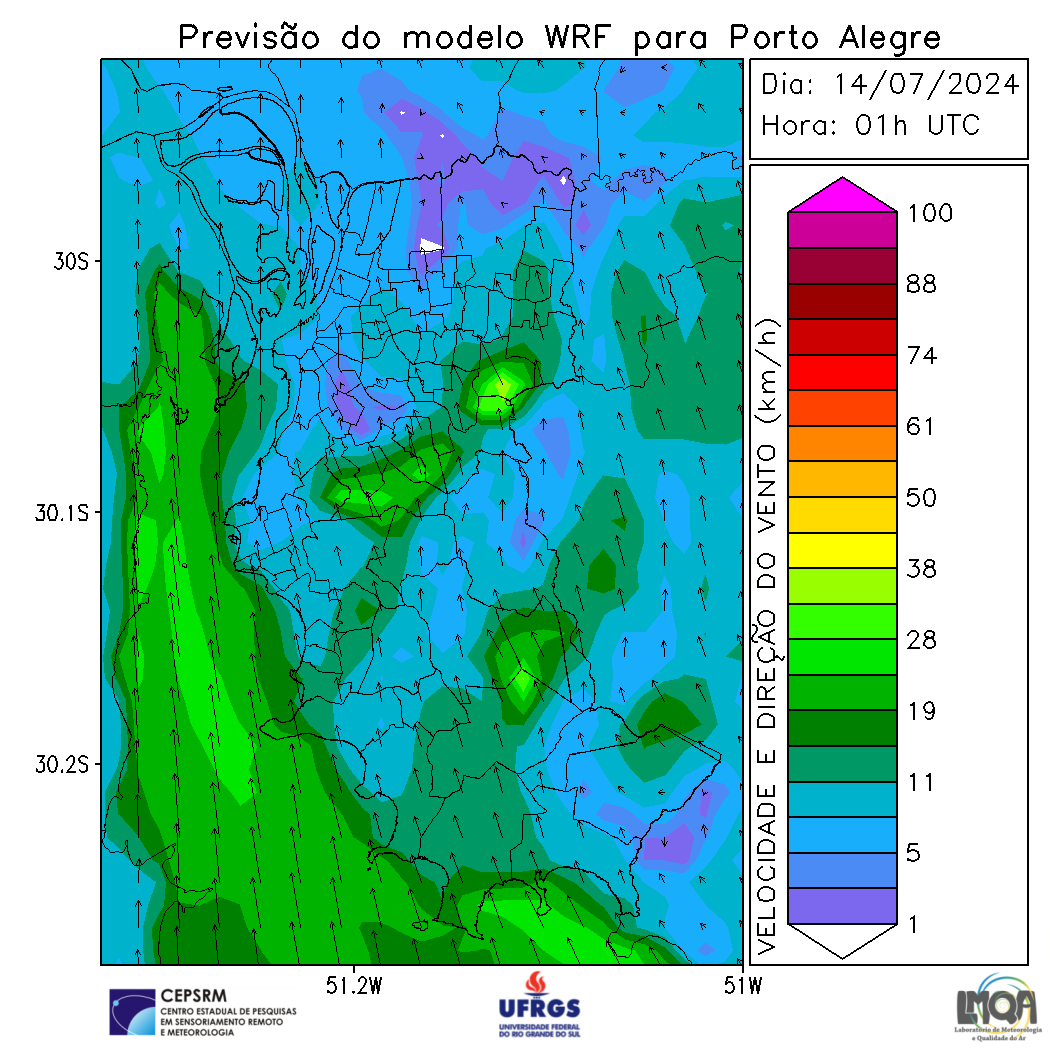 Previsão do modelo WRF para Porto Alegre
Dia: 14/07/2024
Hora: 01h UTC
30S
30.1S
30.2S
51.2W
51W
VELOCIDADE E DIREÇÃO DO VENTO (km/h)
100
88
74
61
50
38
28
19
11
5
1
CEPSRM
CENTRO ESTADUAL DE PESQUISAS
EM SENSORIAMENTO REMOTO
E METEOROLOGIA
UFRGS
UNIVERSIDADE FEDERAL
DO RIO GRANDE DO SUL
LMQA
Laboratório de Meteorologia
e Qualidade do Ar